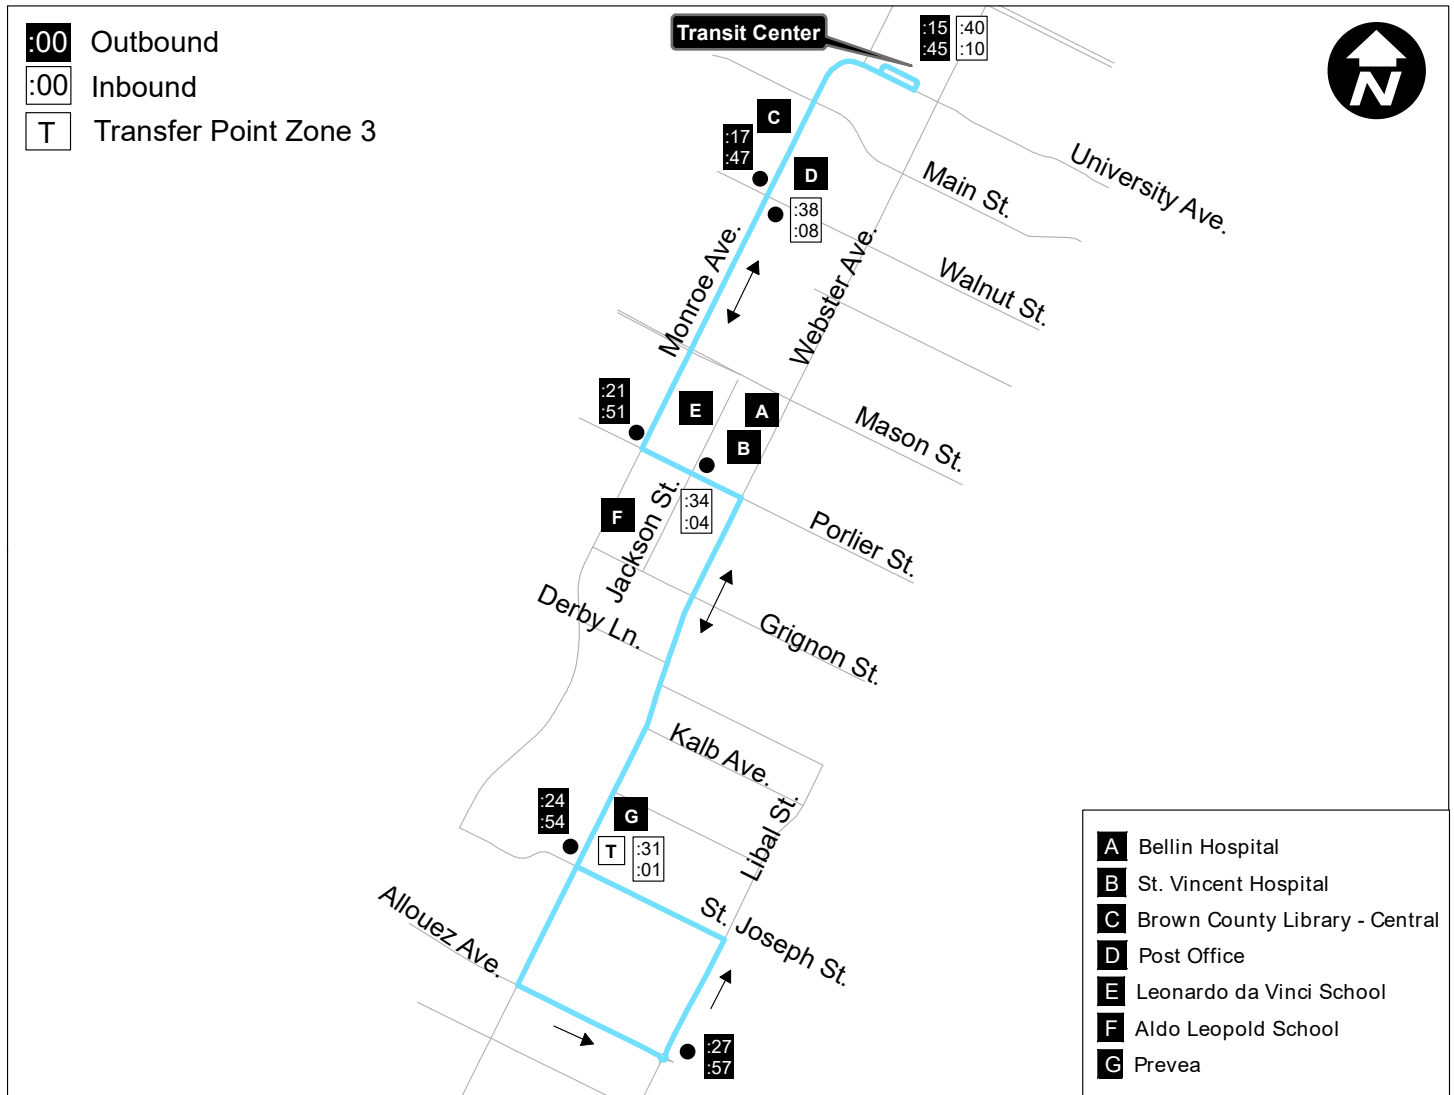 :00 Outbound
:00 Inbound
T Transfer Point Zone 3
Transit Center
:15 :40
:45 :10
N
C
:17
:47
D
:38
:08
University Ave.
Main St.
Walnut St.
Monroe Ave.
Webster Ave.
:21
:51
E
A
B
Mason St.
F
Jackson St.
:34
:04
Porlier St.
Derby Ln.
Grignon St.
Kalb Ave.
Libal St.
:24
:54
G
T
:31
:01
Allouez Ave.
St. Joseph St.
:27
:57
A Bellin Hospital
B St. Vincent Hospital
C Brown County Library - Central
D Post Office
E Leonardo da Vinci School
F Aldo Leopold School
G Prevea